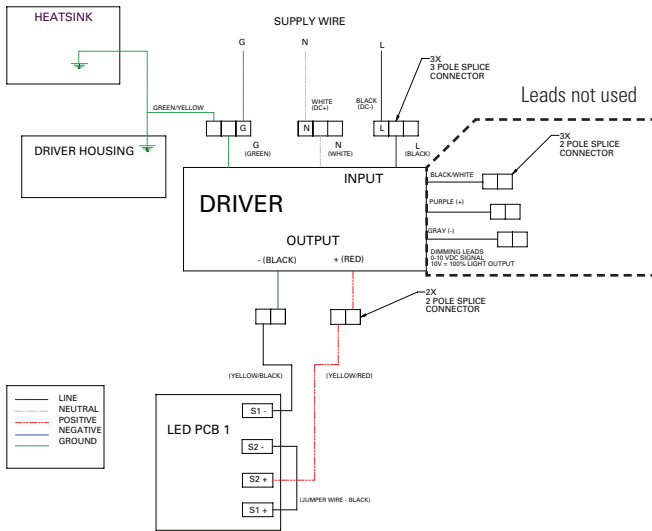 HEATSINK
SUPPLY WIRE
G
N
L
3X
3 POLE SPLICE
CONNECTOR
GREEN/YELLOW
WHITE
(DC+)
BLACK
(DC-)
Leads not used
G
N
L
G
(GREEN)
N
(WHITE)
L
(BLACK)
3X
2 POLE SPLICE
CONNECTOR
DRIVER HOUSING
INPUT
BLACK/WHITE
DRIVER
PURPLE (+)
GRAY (-)
OUTPUT
- (BLACK)
+ (RED)
DIMMING LEADS
0-10 VDC SIGNAL
10V = 100% LIGHT OUTPUT
2X
2 POLE SPLICE
CONNECTOR
(YELLOW/BLACK)
(YELLOW/RED)
LINE
NEUTRAL
POSITIVE
NEGATIVE
GROUND
LED PCB 1
S1 -
S2 -
S2 +
S1 +
(JUMPER WIRE - BLACK)